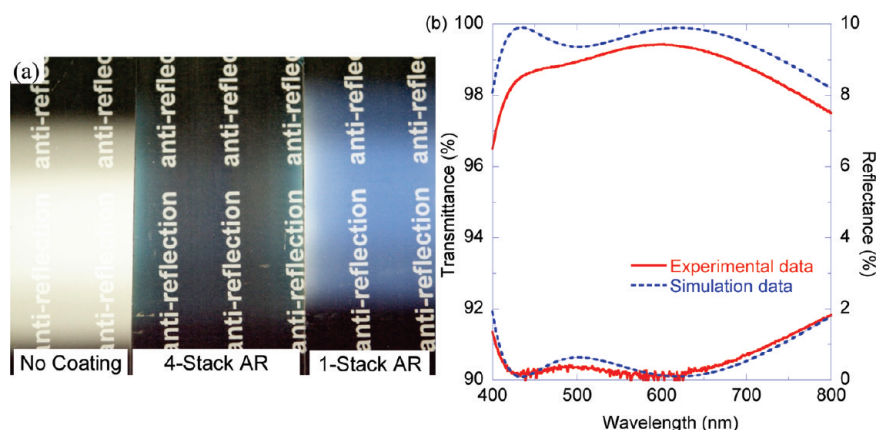 (a)
anti-reflection anti-reflection anti-reflection anti-reflection anti-reflection anti-reflection
anti-reflection anti-reflection anti-reflection anti-reflection anti-reflection anti-reflection
No Coating 4-Stack AR 1-Stack AR
(b)
100
98
96
94
92
91
90
Transmittance (%)
10
8
6
4
2
0
Reflectance (%)
Experimental data
Simulation data
400 500 600 700 800
Wavelength (nm)